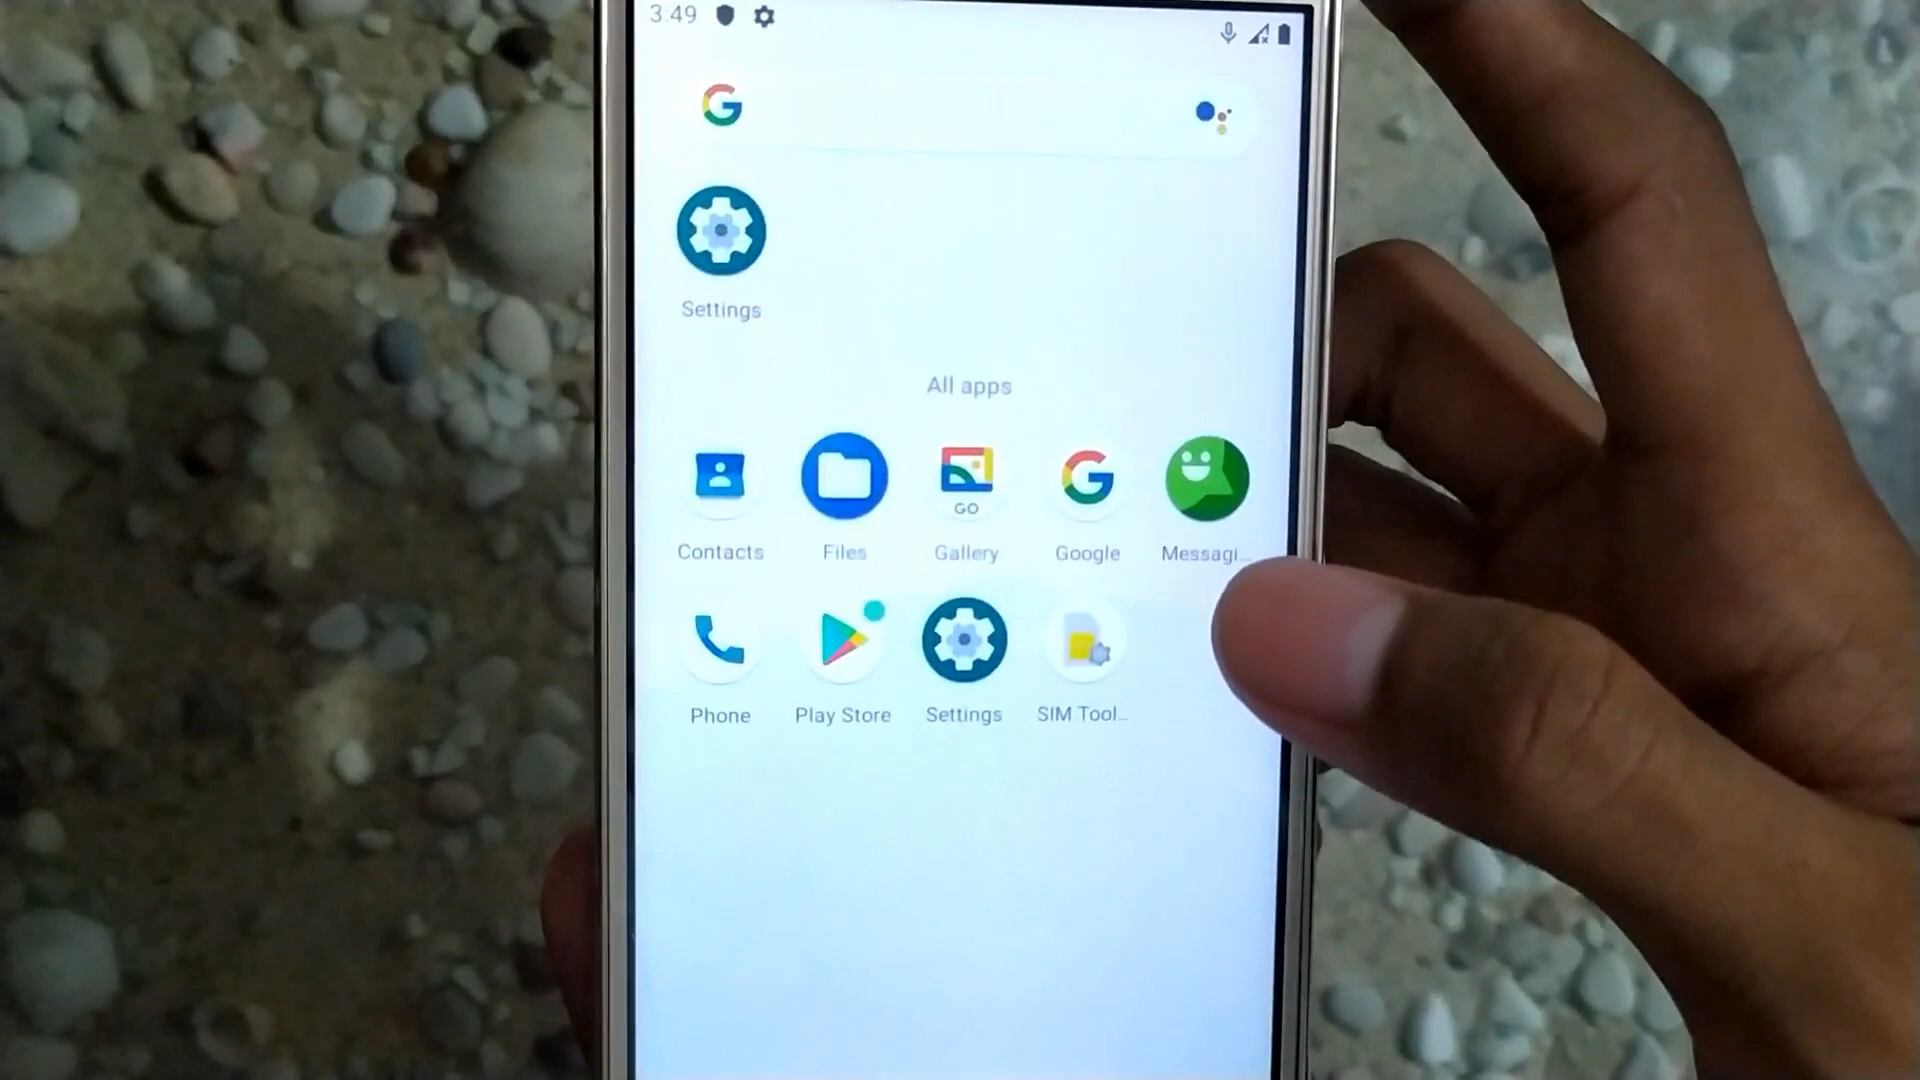 3:49
Settings
All apps
Contacts Files Gallery Google Messagi...
GO
Phone Play Store Settings SIM Tool...